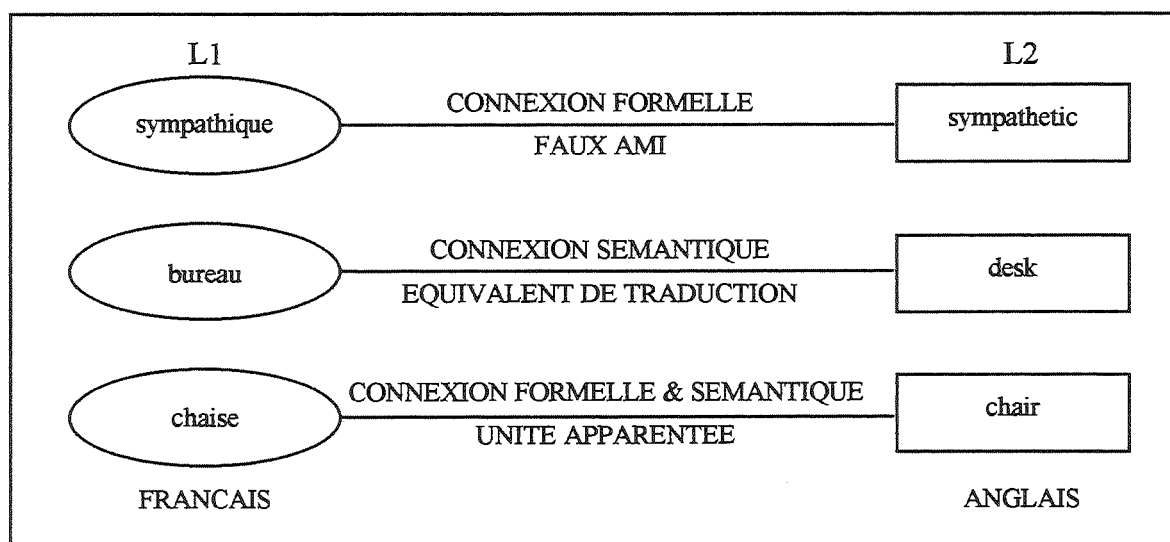 L1 L2
CONNEXION FORMELLE
sympathique sympathetic
FAUX AMI
CONNEXION SEMANTIQUE
bureau desk
EQUIVALENT DE TRADUCTION
CONNEXION FORMELLE & SEMANTIQUE
chaise chair
UNITE APPARENTEE
FRANCAIS ANGLAIS